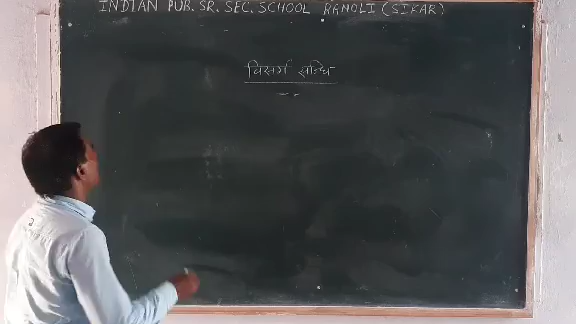 INDIAN PUB. SR. SEC. SCHOOL RANOLI (SIKAR)
विसर्ग सन्धि